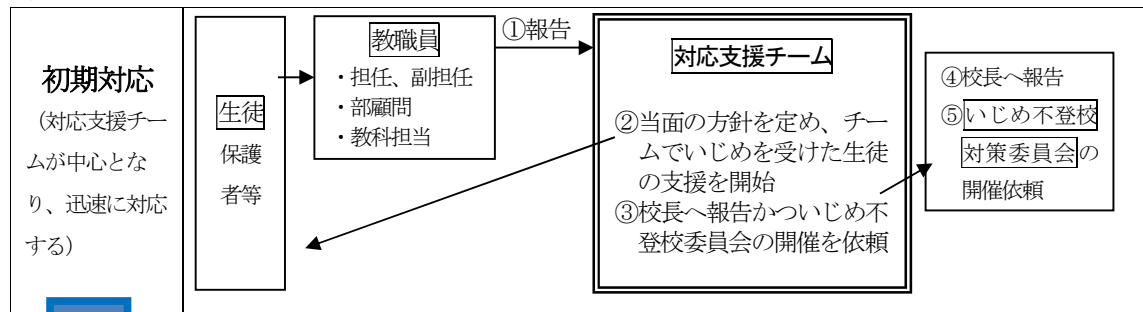 初期対応
（対応支援チー
ムが中心とな
り、迅速に対応
する）
生徒
保護
者等
教職員
・担任、副担任
・部顧問
・教科担当
①報告
対応支援チーム
②当面の方針を定め、チー
ムでいじめを受けた生徒
の支援を開始
③校長へ報告かついじめ不
登校委員会の開催を依頼
④校長へ報告
⑤いじめ不登校
対策委員会の
開催依頼